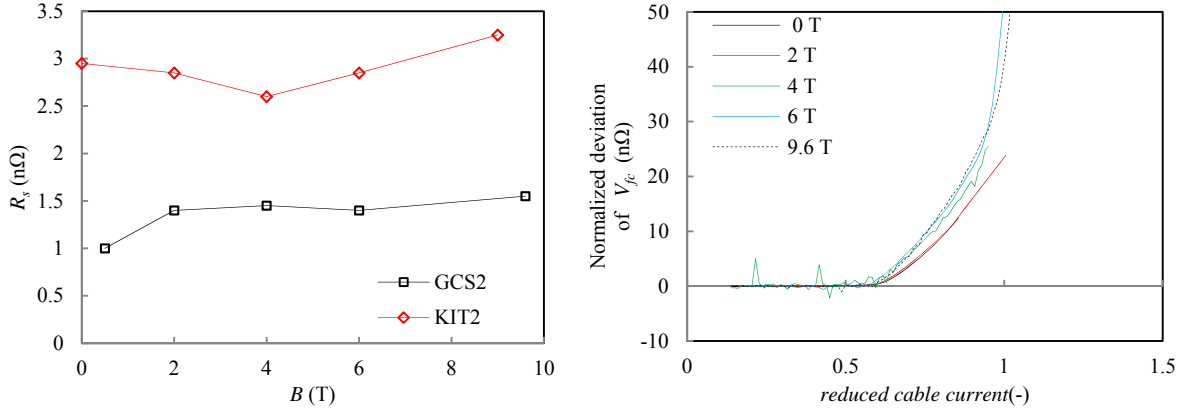 3.5
3
2.5
2
1.5
1
0.5
0
R_s (nΩ)
GCS2
KIT2
0 2 4 6 8 10
B (T)
50
40
30
20
10
0
-10
Normalized deviation
of V_fc (nΩ)
0 T
2 T
4 T
6 T
9.6 T
0 0.5 1 1.5
reduced cable current(-)